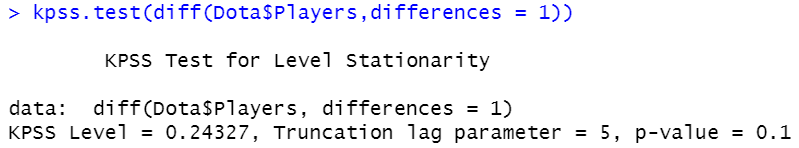 > kpss.test(diff(Dota$Players,differences = 1))
KPSS Test for Level Stationarity
data:  diff(Dota$Players, differences = 1)
KPSS Level = 0.24327, Truncation lag parameter = 5, p-value = 0.1